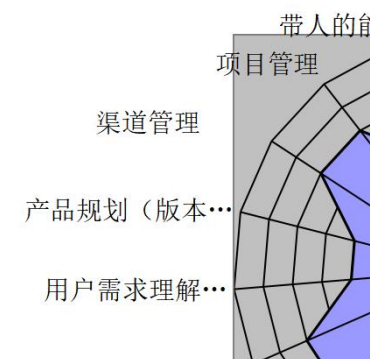 带人的能
项目管理
渠道管理
产品规划（版本…
用户需求理解…